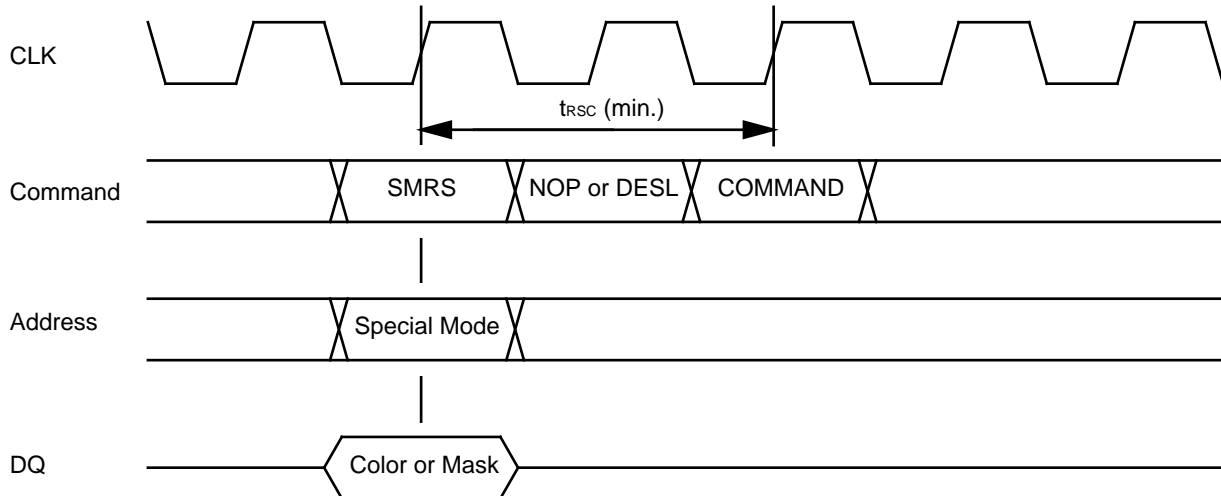 CLK
tRSC (min.)
Command
SMRS
NOP or DESL
COMMAND
Address
Special Mode
DQ
Color or Mask